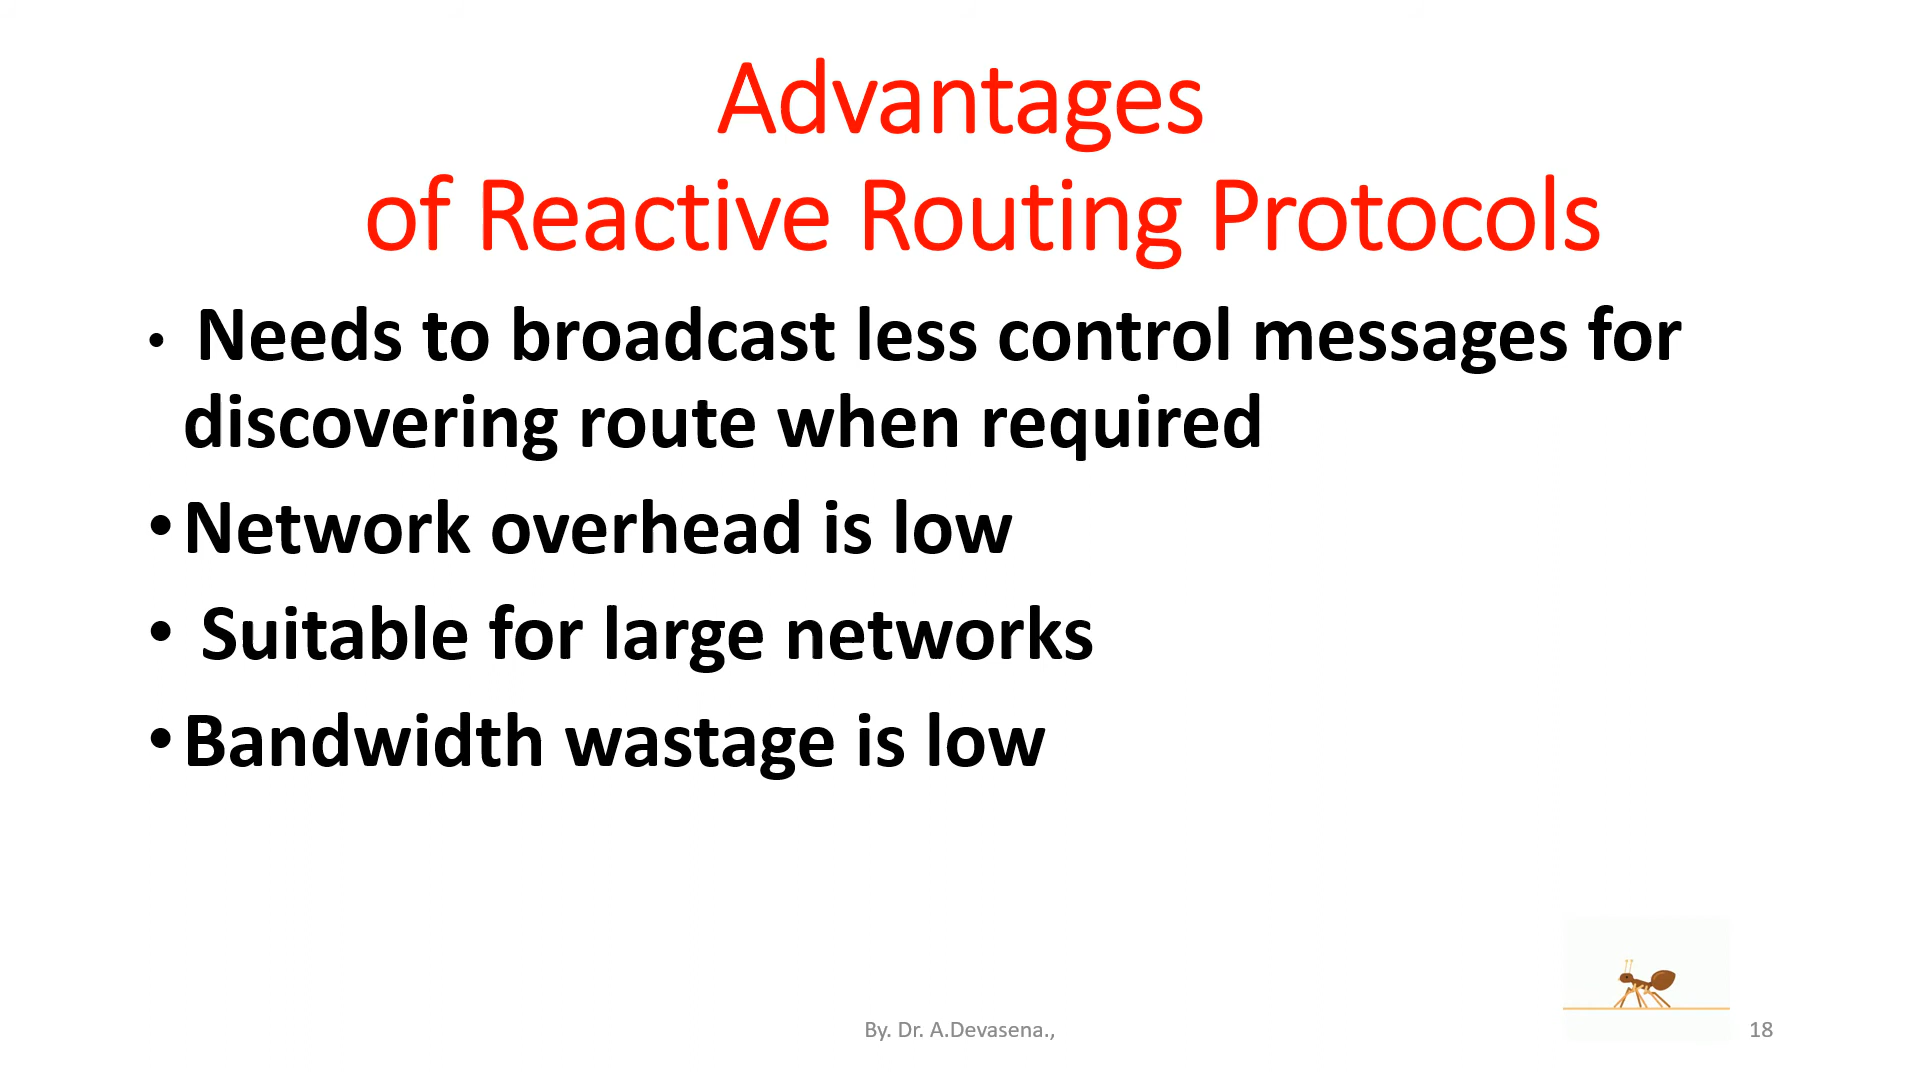 Advantages
of Reactive Routing Protocols
• Needs to broadcast less control messages for
discovering route when required
• Network overhead is low
• Suitable for large networks
• Bandwidth wastage is low
By. Dr. A.Devasena.,
18